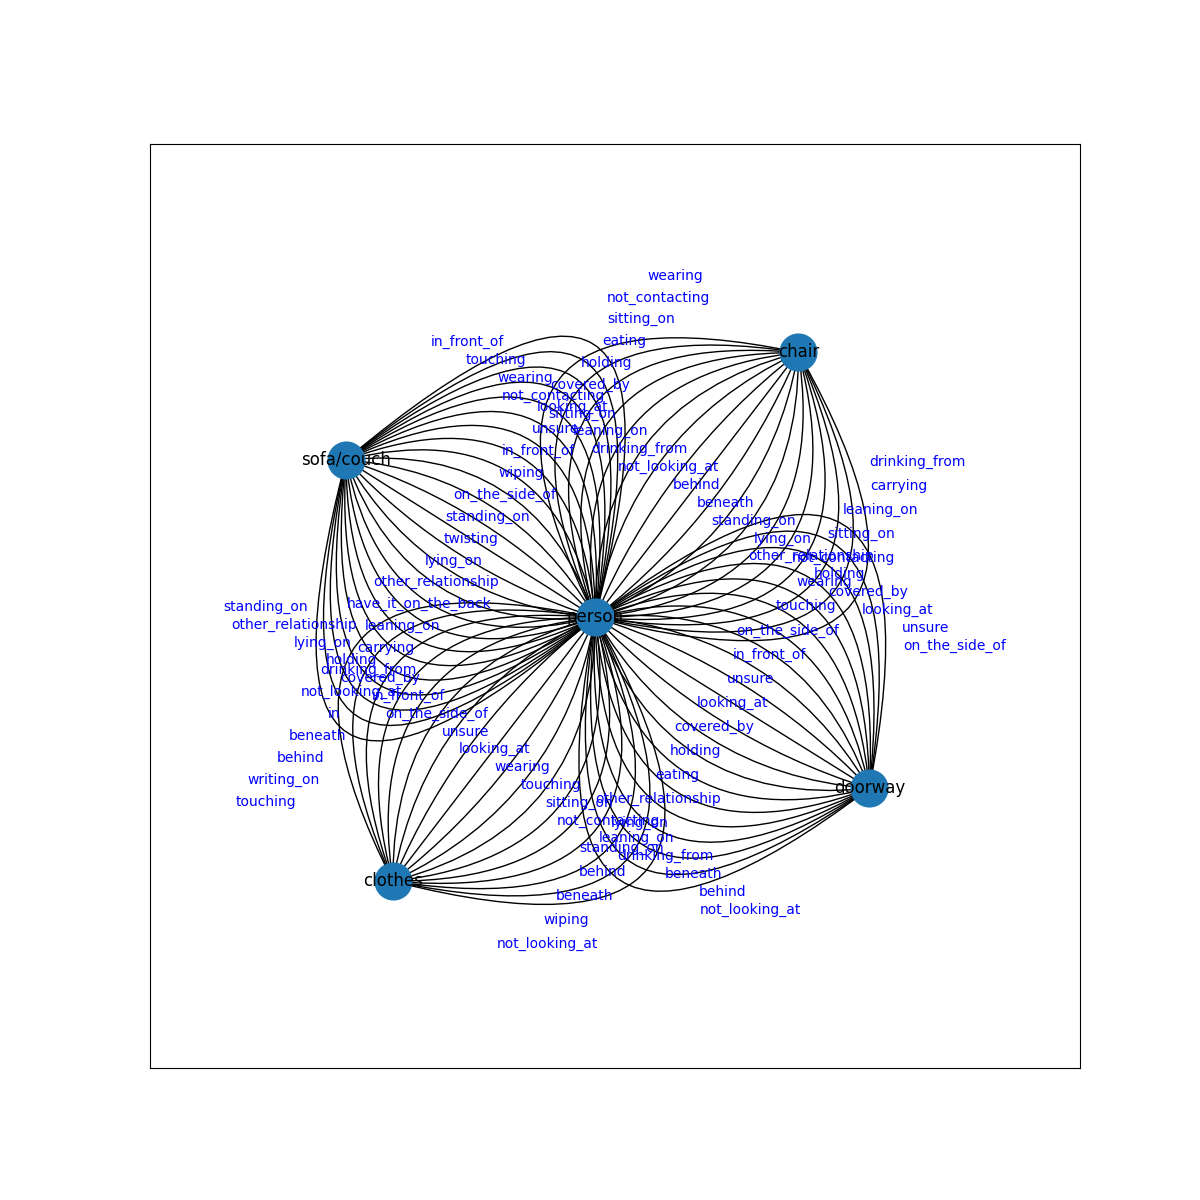 wearing
not_contacting
sitting_on
eating
in_front_of
chair
touching
holding
wearing
covered_by
not_contacting
looking_at
sitting_on
unsure
leaning_on
drinking_from
in_front_of
sofa/couch
drinking_from
not_looking_at
wiping
behind
carrying
on_the_side_of
beneath
leaning_on
standing_on
standing_on
sitting_on
twisting
lying_on
other_relationship
not_contacting
lying_on
holding
other_relationship
wearing
covered_by
have_it_on_the_back
standing_on
touching
looking_at
person
other_relationship
leaning_on
unsure
on_the_side_of
lying_on
carrying
on_the_side_of
in_front_of
holding
drinking_from
covered_by
unsure
not_looking_at
in_front_of
looking_at
in
on_the_side_of
beneath
unsure
covered_by
looking_at
holding
behind
wearing
eating
writing_on
touching
doorway
touching
sitting_on
other_relationship
not_contacting
lying_on
leaning_on
standing_on
drinking_from
behind
beneath
clothes
beneath
behind
wiping
not_looking_at
not_looking_at